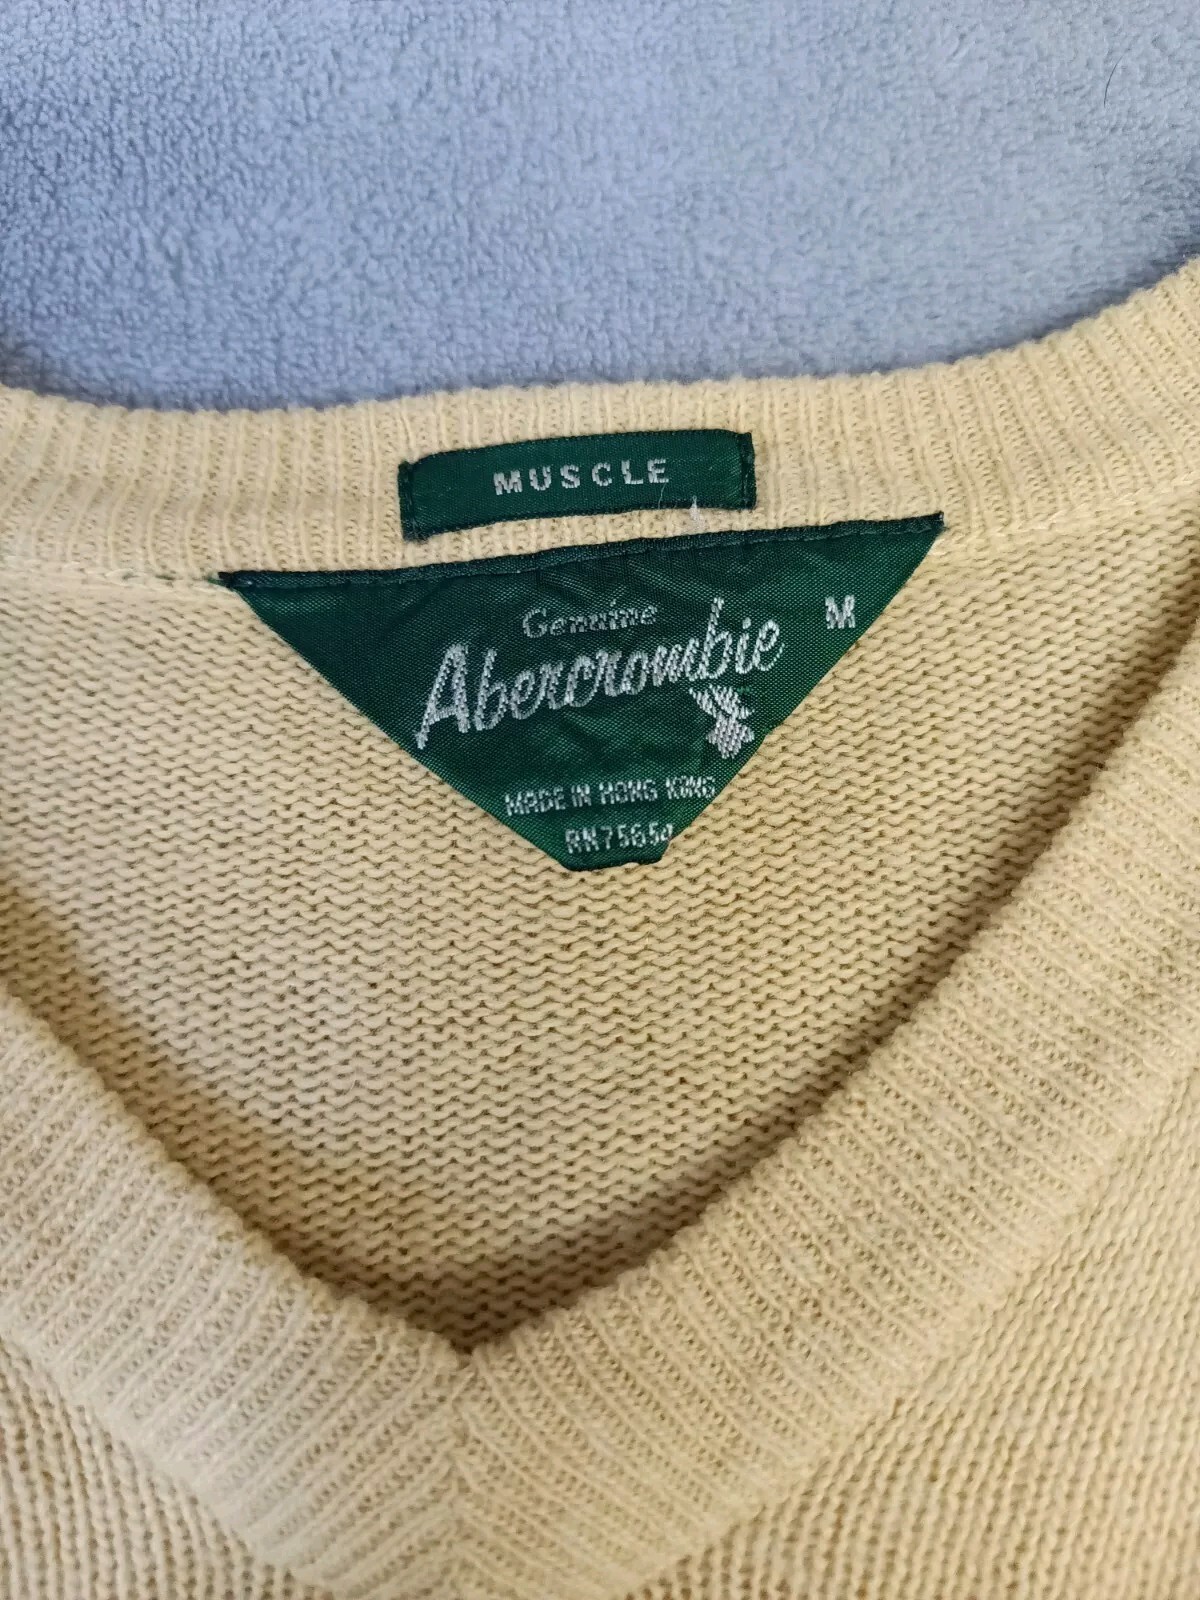 MUSCLE
Genuine
Abercrombie
M
MADE IN HONG KONG
RN75654